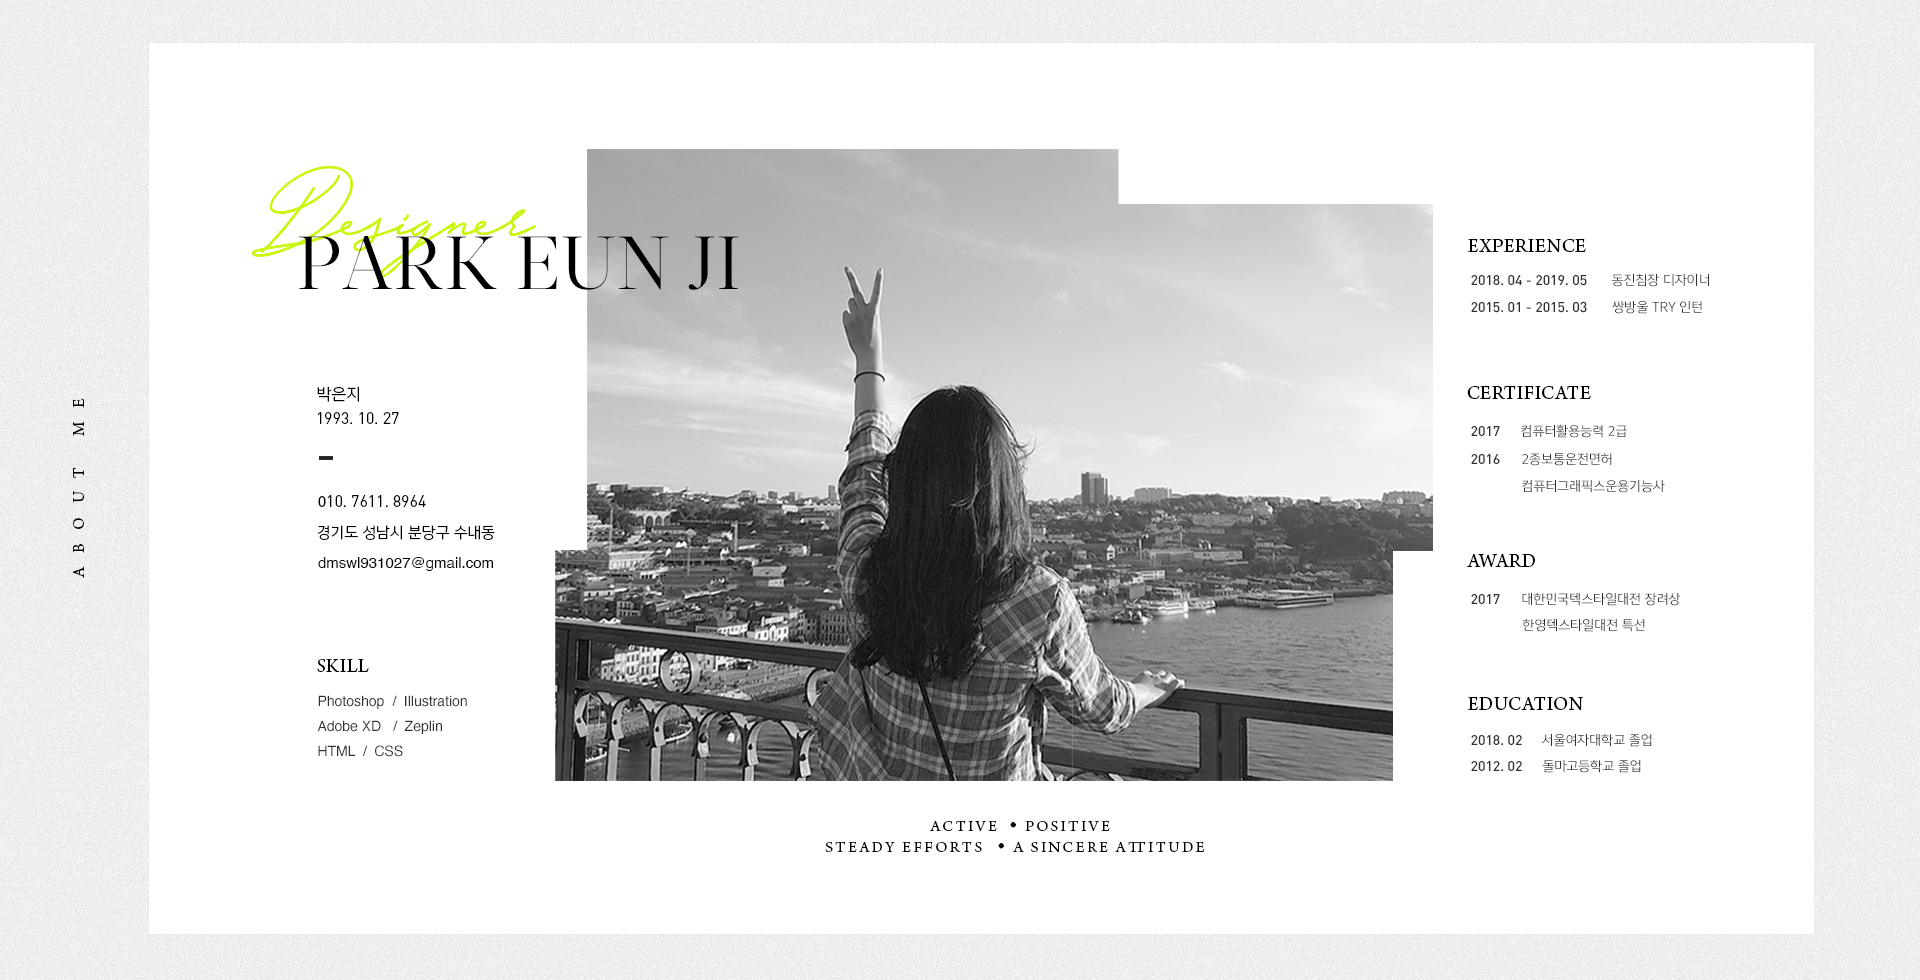 ABOUT ME
Designer
PARK EUN JI
박은지
1993. 10. 27
010. 7611. 8964
경기도 성남시 분당구 수내동
dmswl931027@gmail.com
SKILL
Photoshop / Illustration
Adobe XD / Zeplin
HTML / CSS
ACTIVE • POSITIVE
STEADY EFFORTS • A SINCERE ATTITUDE
EXPERIENCE
2018. 04 - 2019. 05 동진침장 디자이너
2015. 01 - 2015. 03 쌍방울 TRY 인턴
CERTIFICATE
2017 컴퓨터활용능력 2급
2016 2종보통운전면허
컴퓨터그래픽스운용기능사
AWARD
2017 대한민국텍스타일대전 장려상
한영텍스타일대전 특선
EDUCATION
2018. 02 서울여자대학교 졸업
2012. 02 돌마고등학교 졸업